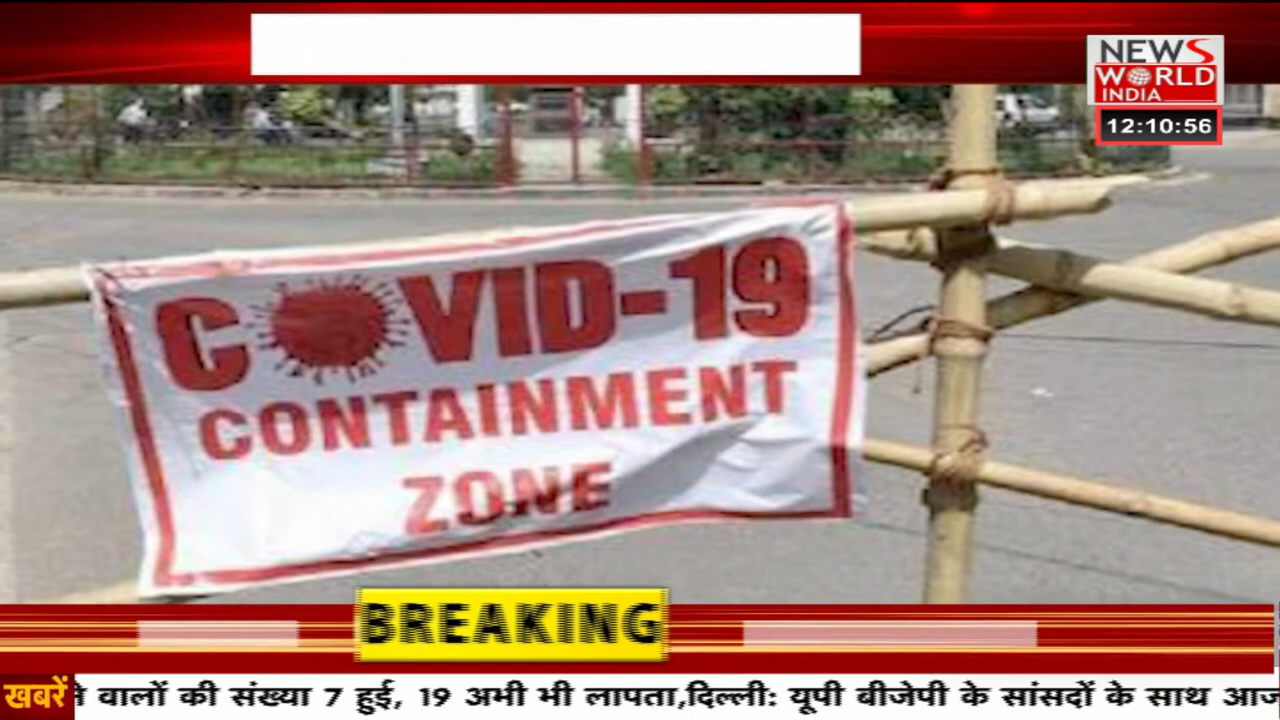 NEWS
WORLD
INDIA
12:10:56
COVID-19
CONTAINMENT
ZONE
BREAKING
खबरें वालों की संख्या 7 हुई, 19 अभी भी लापता,दिल्ली: यूपी बीजेपी के सांसदों के साथ आज